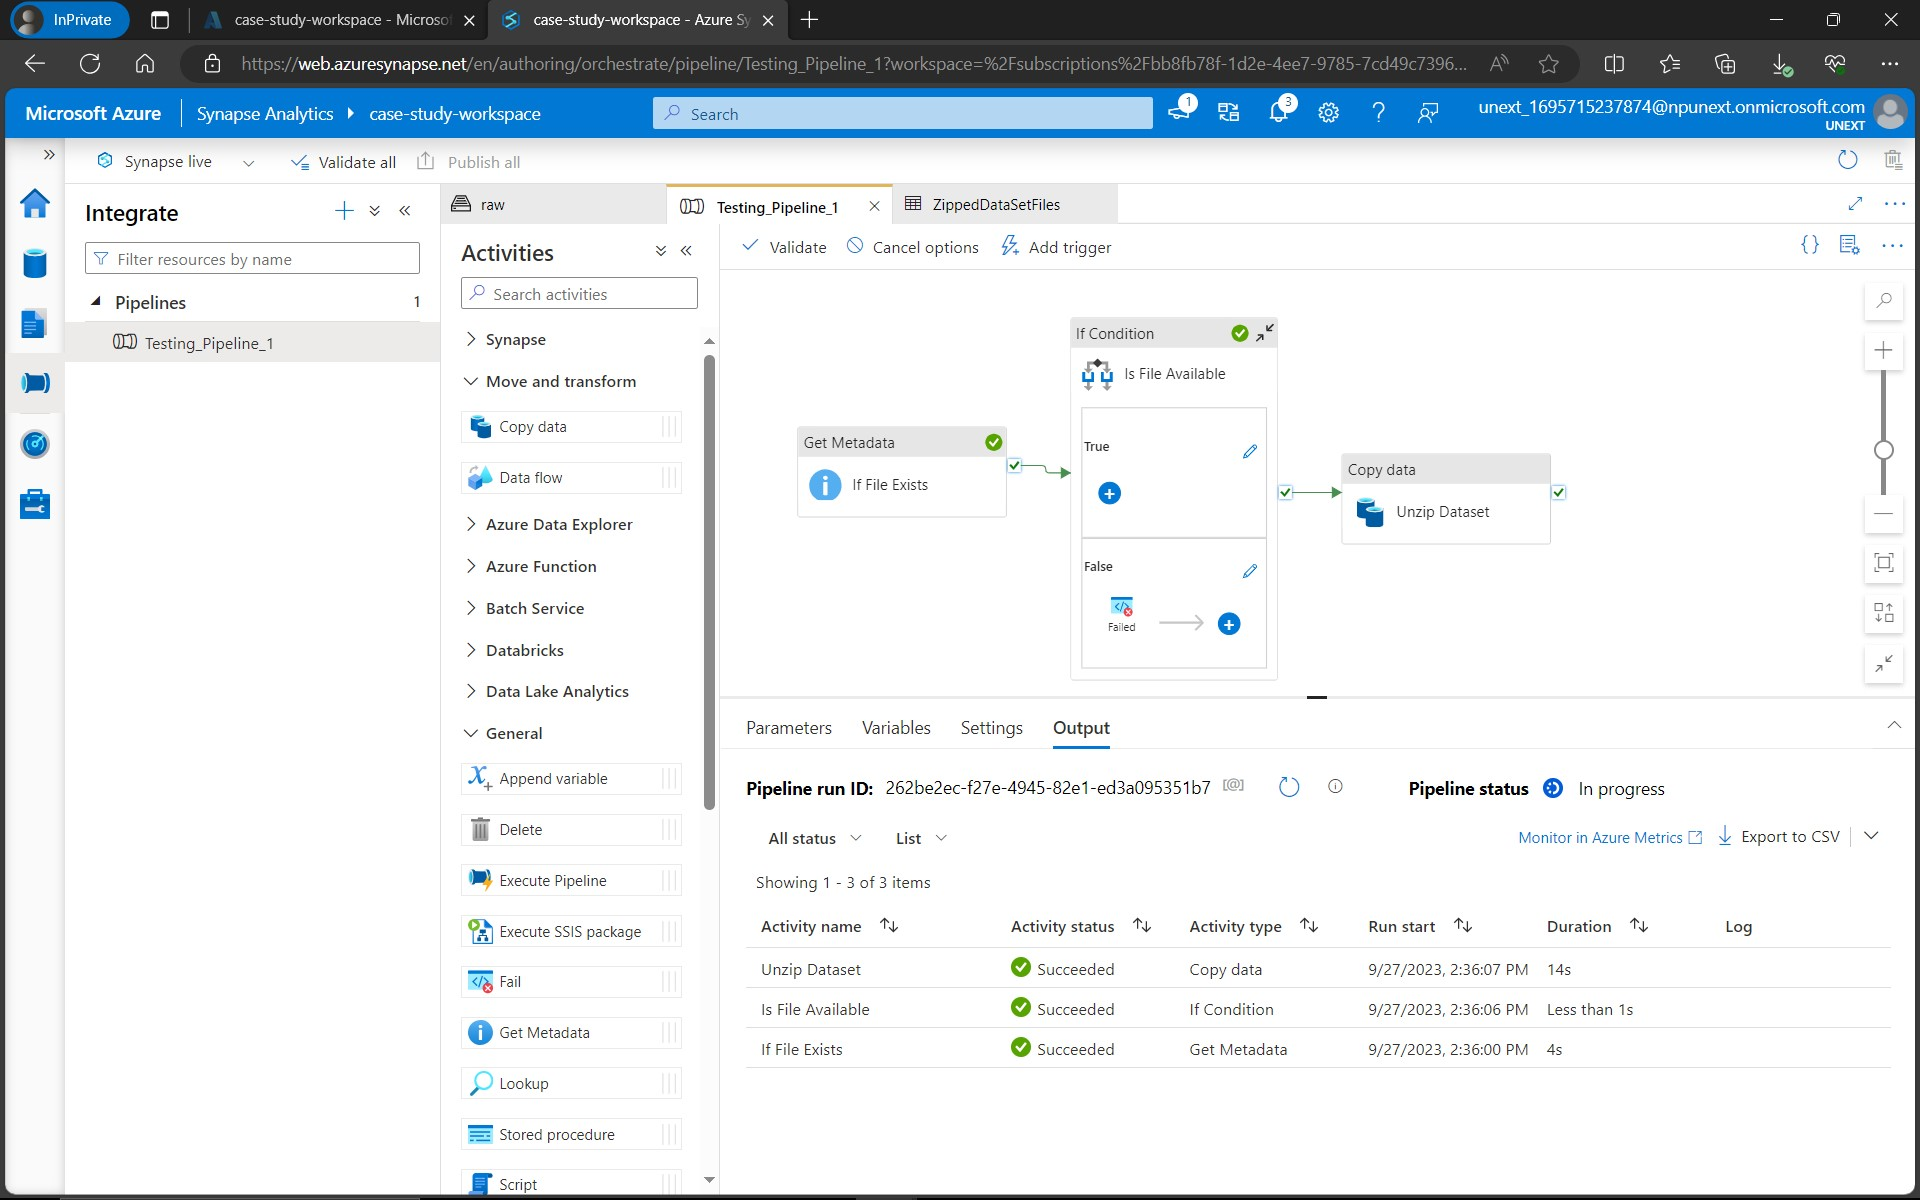 InPrivate
case-study-workspace - Microsof
case-study-workspace - Azure Sy
https://web.azuresynapse.net/en/authoring/orchestrate/pipeline/Testing_Pipeline_1?workspace=%2Fsubscriptions%2Fbb8fb78f-1d2e-4ee7-9785-7cd49c7396...
Microsoft Azure
Synapse Analytics
case-study-workspace
Search
1
3
unext_1695715237874@npunext.onmicrosoft.com
UNEXT
Synapse live
Validate all
Publish all
Integrate
Filter resources by name
Pipelines
1
Testing_Pipeline_1
raw
Testing_Pipeline_1
ZippedDataSetFiles
Activities
Search activities
Synapse
Move and transform
Copy data
Data flow
Azure Data Explorer
Azure Function
Batch Service
Databricks
Data Lake Analytics
General
Append variable
Delete
Execute Pipeline
Execute SSIS package
Fail
Get Metadata
Lookup
Stored procedure
Script
Validate
Cancel options
Add trigger
Get Metadata
If File Exists
If Condition
Is File Available
True
False
Failed
Copy data
Unzip Dataset
Parameters Variables Settings Output
Pipeline run ID: 262be2ec-f27e-4945-82e1-ed3a095351b7
Pipeline status In progress
All status
List
Monitor in Azure Metrics
Export to CSV
Showing 1 - 3 of 3 items
Activity name Activity status Activity type Run start Duration Log
Unzip Dataset Succeeded Copy data 9/27/2023, 2:36:07 PM 14s
Is File Available Succeeded If Condition 9/27/2023, 2:36:06 PM Less than 1s
If File Exists Succeeded Get Metadata 9/27/2023, 2:36:00 PM 4s